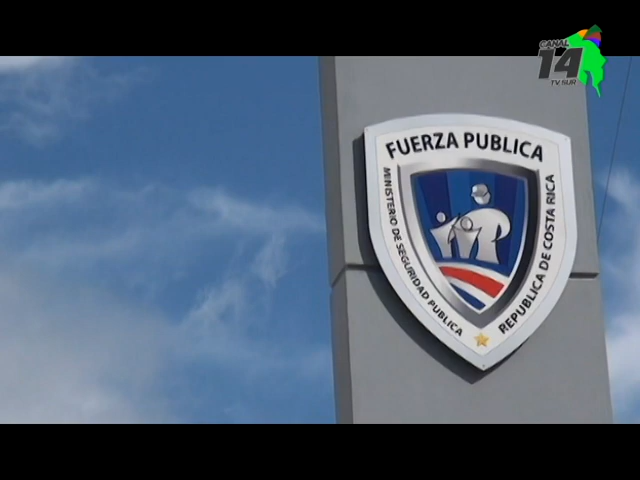 CANAL
14
TV SUR
FUERZA PUBLICA
MINISTERIO DE SEGURIDAD PUBLICA
REPUBLICA DE COSTA RICA